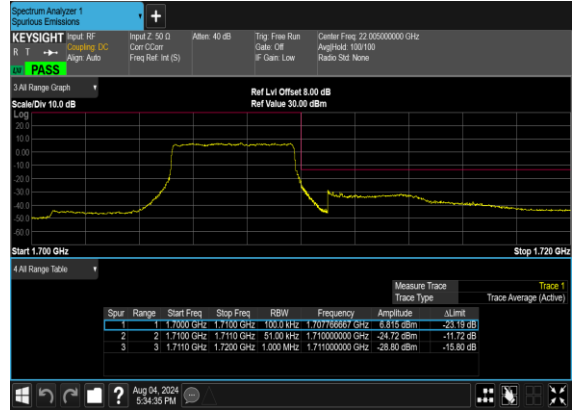 Spectrum Analyzer 1
Spurious Emissions
KEYSIGHT Input: RF Input Z: 50 Ω Atten: 40 dB Trig: Free Run Center Freq: 22.005000000 GHz
R T Coupling: DC Corr CCorr Gate: Off Avg|Hold: 100/100
Align: Auto Freq Ref: Int (S) IF Gain: Low Radio Std: None
LW PASS
3 All Range Graph
Ref Lvl Offset 8.00 dB
Scale/Div 10.0 dB Ref Value 30.00 dBm
Log
20.0
10.0
0.00
-10.0
-20.0
-30.0
-40.0
-50.0
-60.0
Start 1.700 GHz Stop 1.720 GHz
4 All Range Table
Measure Trace Trace 1
Trace Type Trace Average (Active)
Spur Range Start Freq Stop Freq RBW Frequency Amplitude ΔLimit
1 1 1.7000 GHz 1.7100 GHz 100.0 kHz 1.707766667 GHz 6.815 dBm -23.19 dB
2 2 1.7100 GHz 1.7110 GHz 51.00 kHz 1.710000000 GHz -24.72 dBm -11.72 dB
3 3 1.7110 GHz 1.7200 GHz 1.000 MHz 1.711000000 GHz -28.80 dBm -15.80 dB
? Aug 04, 2024
5:34:35 PM